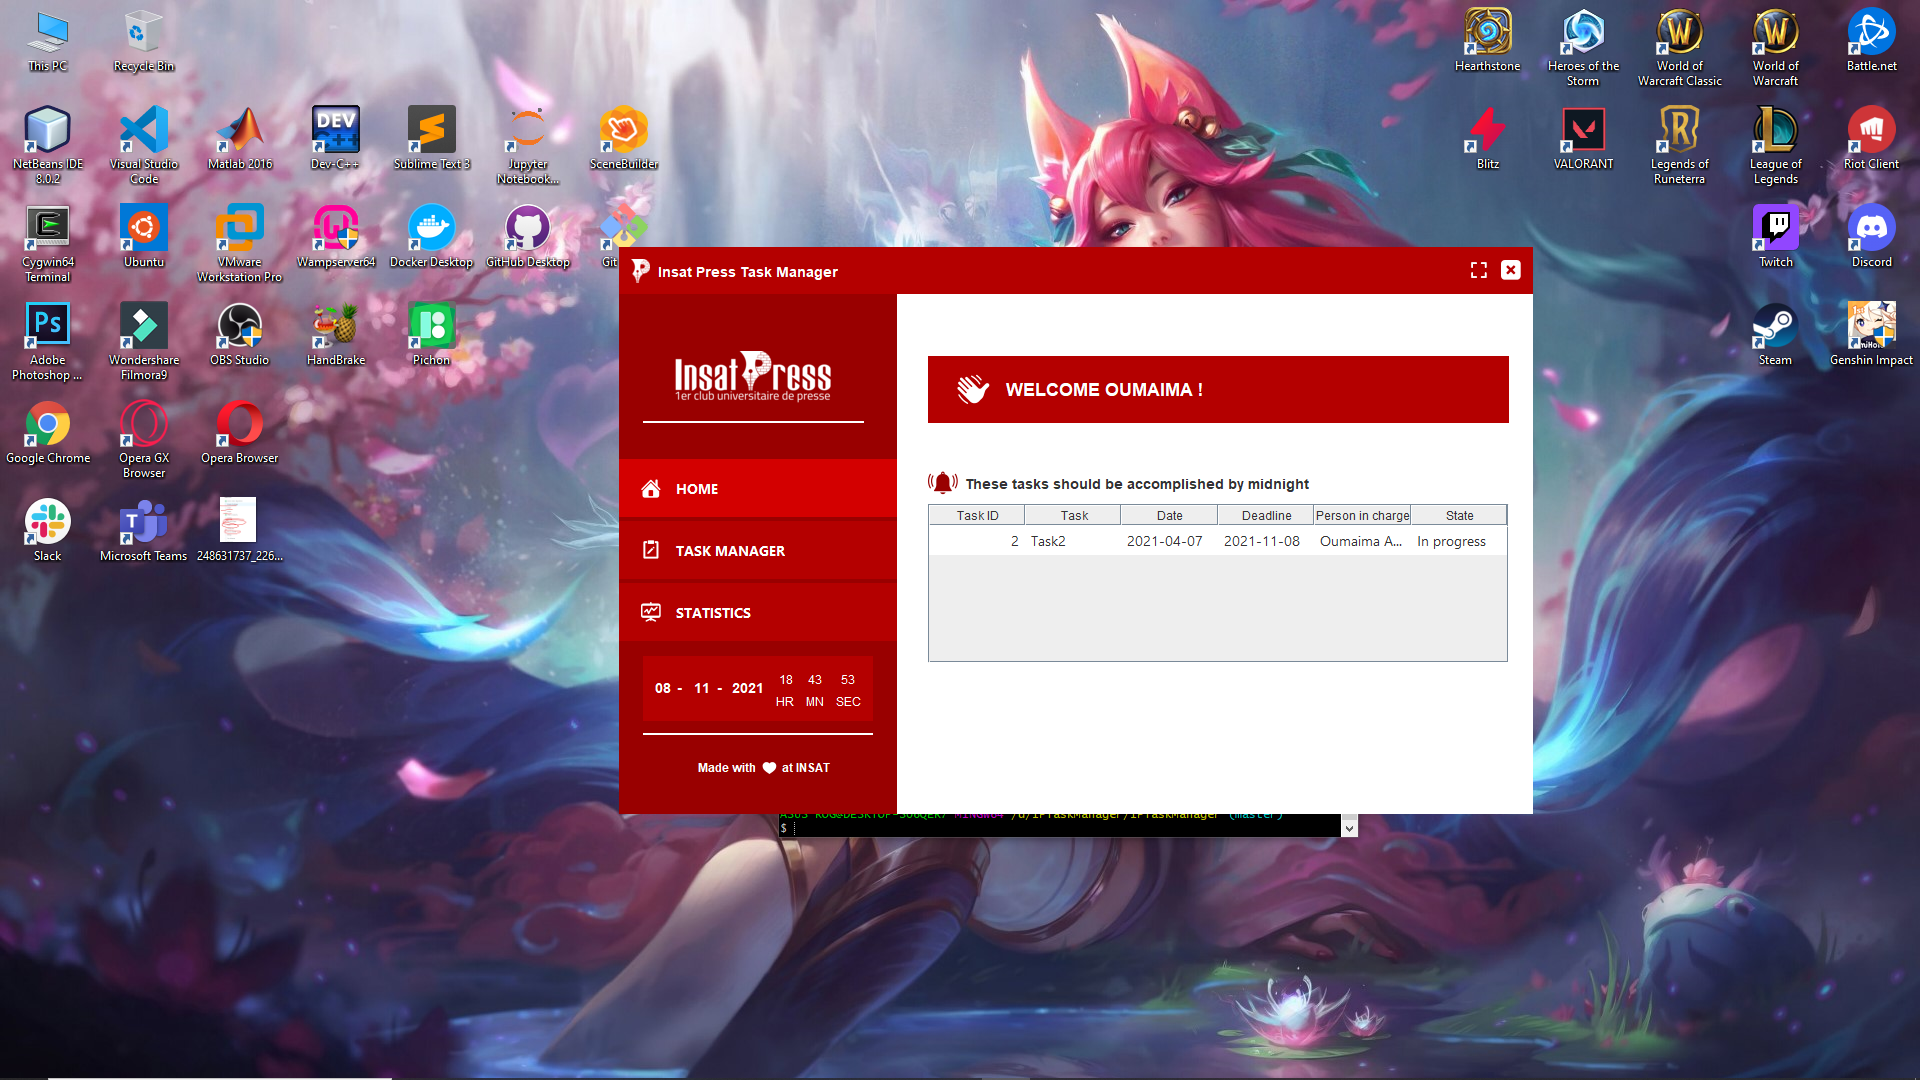 This PC
Recycle Bin
Hearthstone
Heroes of the
Storm
World of
Warcraft Classic
World of
Warcraft
Battle.net
NetBeans IDE
8.0.2
Visual Studio
Code
Matlab 2016
Dev-C++
Sublime Text 3
Jupyter
Notebook...
SceneBuilder
Blitz
VALORANT
Legends of
Runeterra
League of
Legends
Riot Client
Cygwin64
Terminal
Ubuntu
VMware
Workstation Pro
Wampserver64
Docker Desktop
GitHub Desktop
Git
Twitch
Discord
Adobe
Photoshop ...
Wondershare
Filmora9
OBS Studio
HandBrake
Pichon
Steam
Genshin Impact
Google Chrome
Opera GX
Browser
Opera Browser
Slack
Microsoft Teams
248631737_226...
Insat Press Task Manager
Insat Press
1er club universitaire de presse
HOME
TASK MANAGER
STATISTICS
08 - 11 - 2021
18 43 53
HR MN SEC
Made with at INSAT
WELCOME OUMAIMA !
These tasks should be accomplished by midnight
Task ID Task Date Deadline Person in charge State
2 Task2 2021-04-07 2021-11-08 Oumaima A... In progress
$